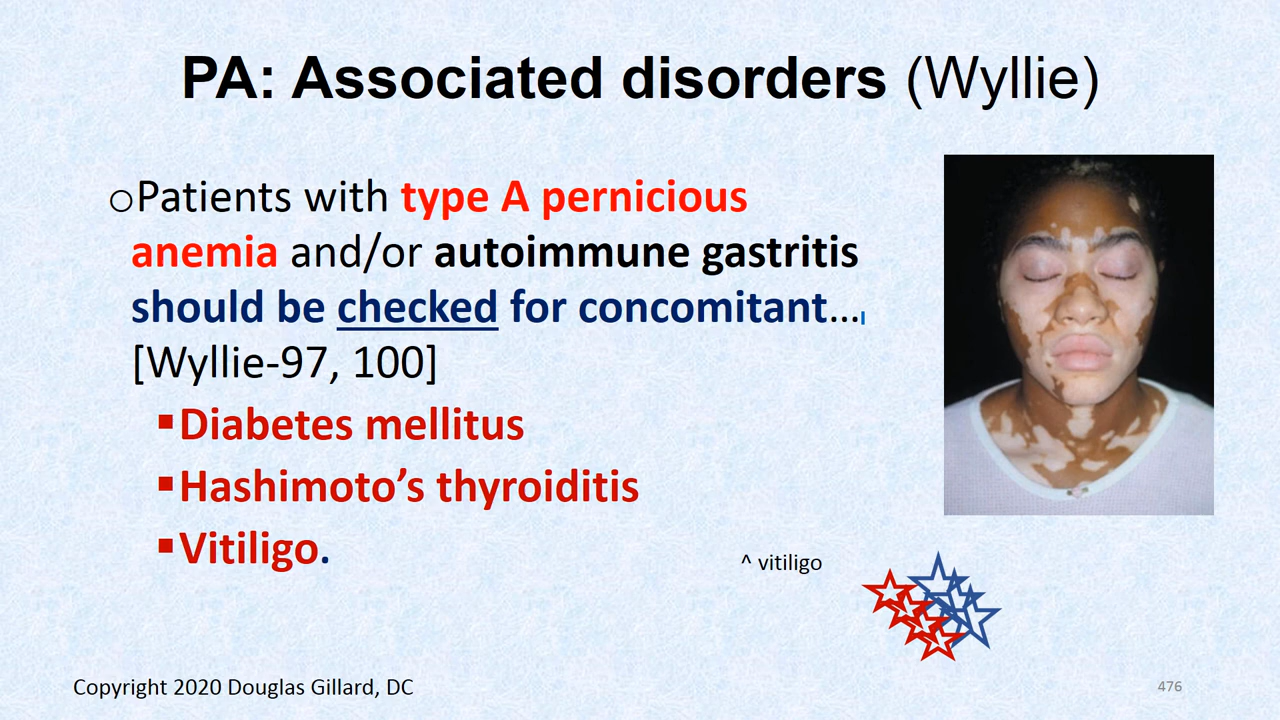 PA: Associated disorders (Wyllie)
oPatients with type A pernicious
anemia and/or autoimmune gastritis
should be checked for concomitant…
[Wyllie-97, 100]
▪Diabetes mellitus
▪Hashimoto’s thyroiditis
▪Vitiligo.
^ vitiligo
Copyright 2020 Douglas Gillard, DC
476